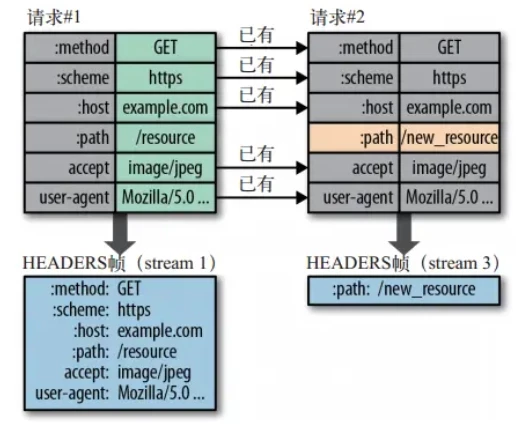 请求#1
:method GET
:scheme https
:host example.com
:path /resource
accept image/jpeg
user-agent Mozilla/5.0 ...
已有
已有
已有
已有
已有
请求#2
:method GET
:scheme https
:host example.com
:path /new_resource
accept image/jpeg
user-agent Mozilla/5.0 ...
HEADERS帧（stream 1）
:method: GET
:scheme: https
:host: example.com
:path: /resource
accept: image/jpeg
user-agent: Mozilla/5.0 ...
HEADERS帧（stream 3）
:path: /new_resource